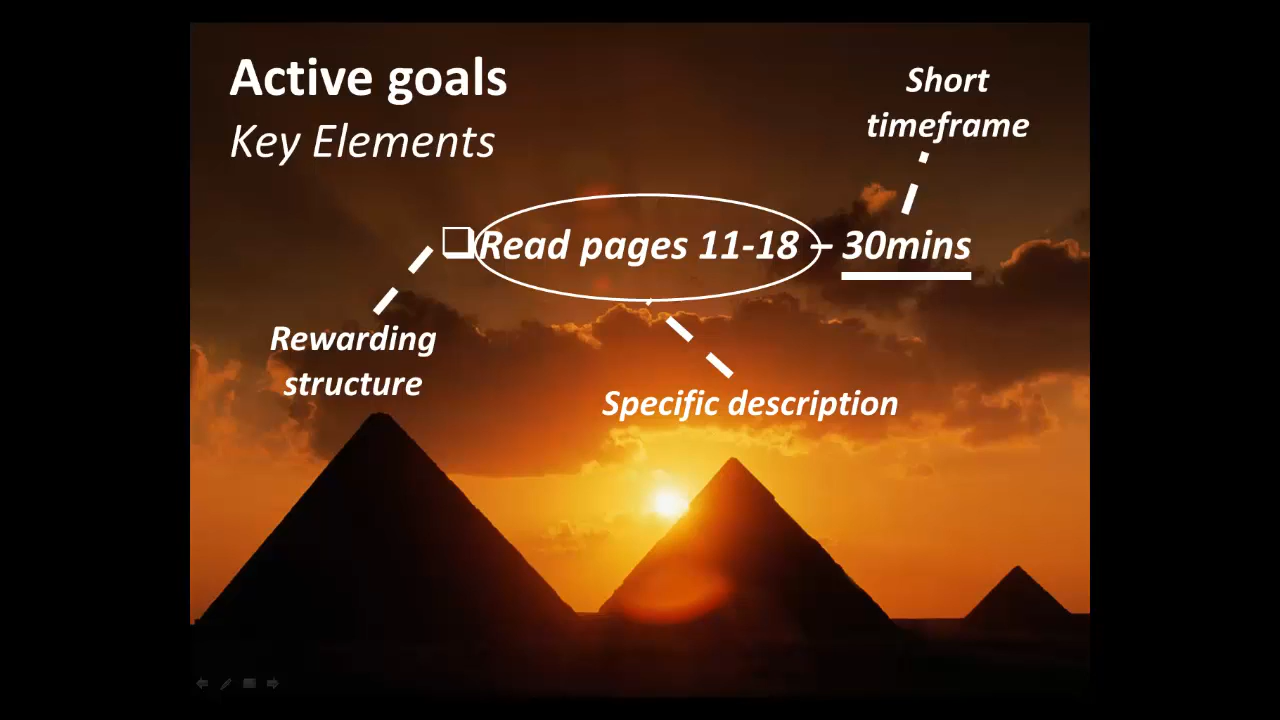 Active goals
Key Elements
Short
timeframe
❑Read pages 11-18 – 30mins
Rewarding
structure
Specific description